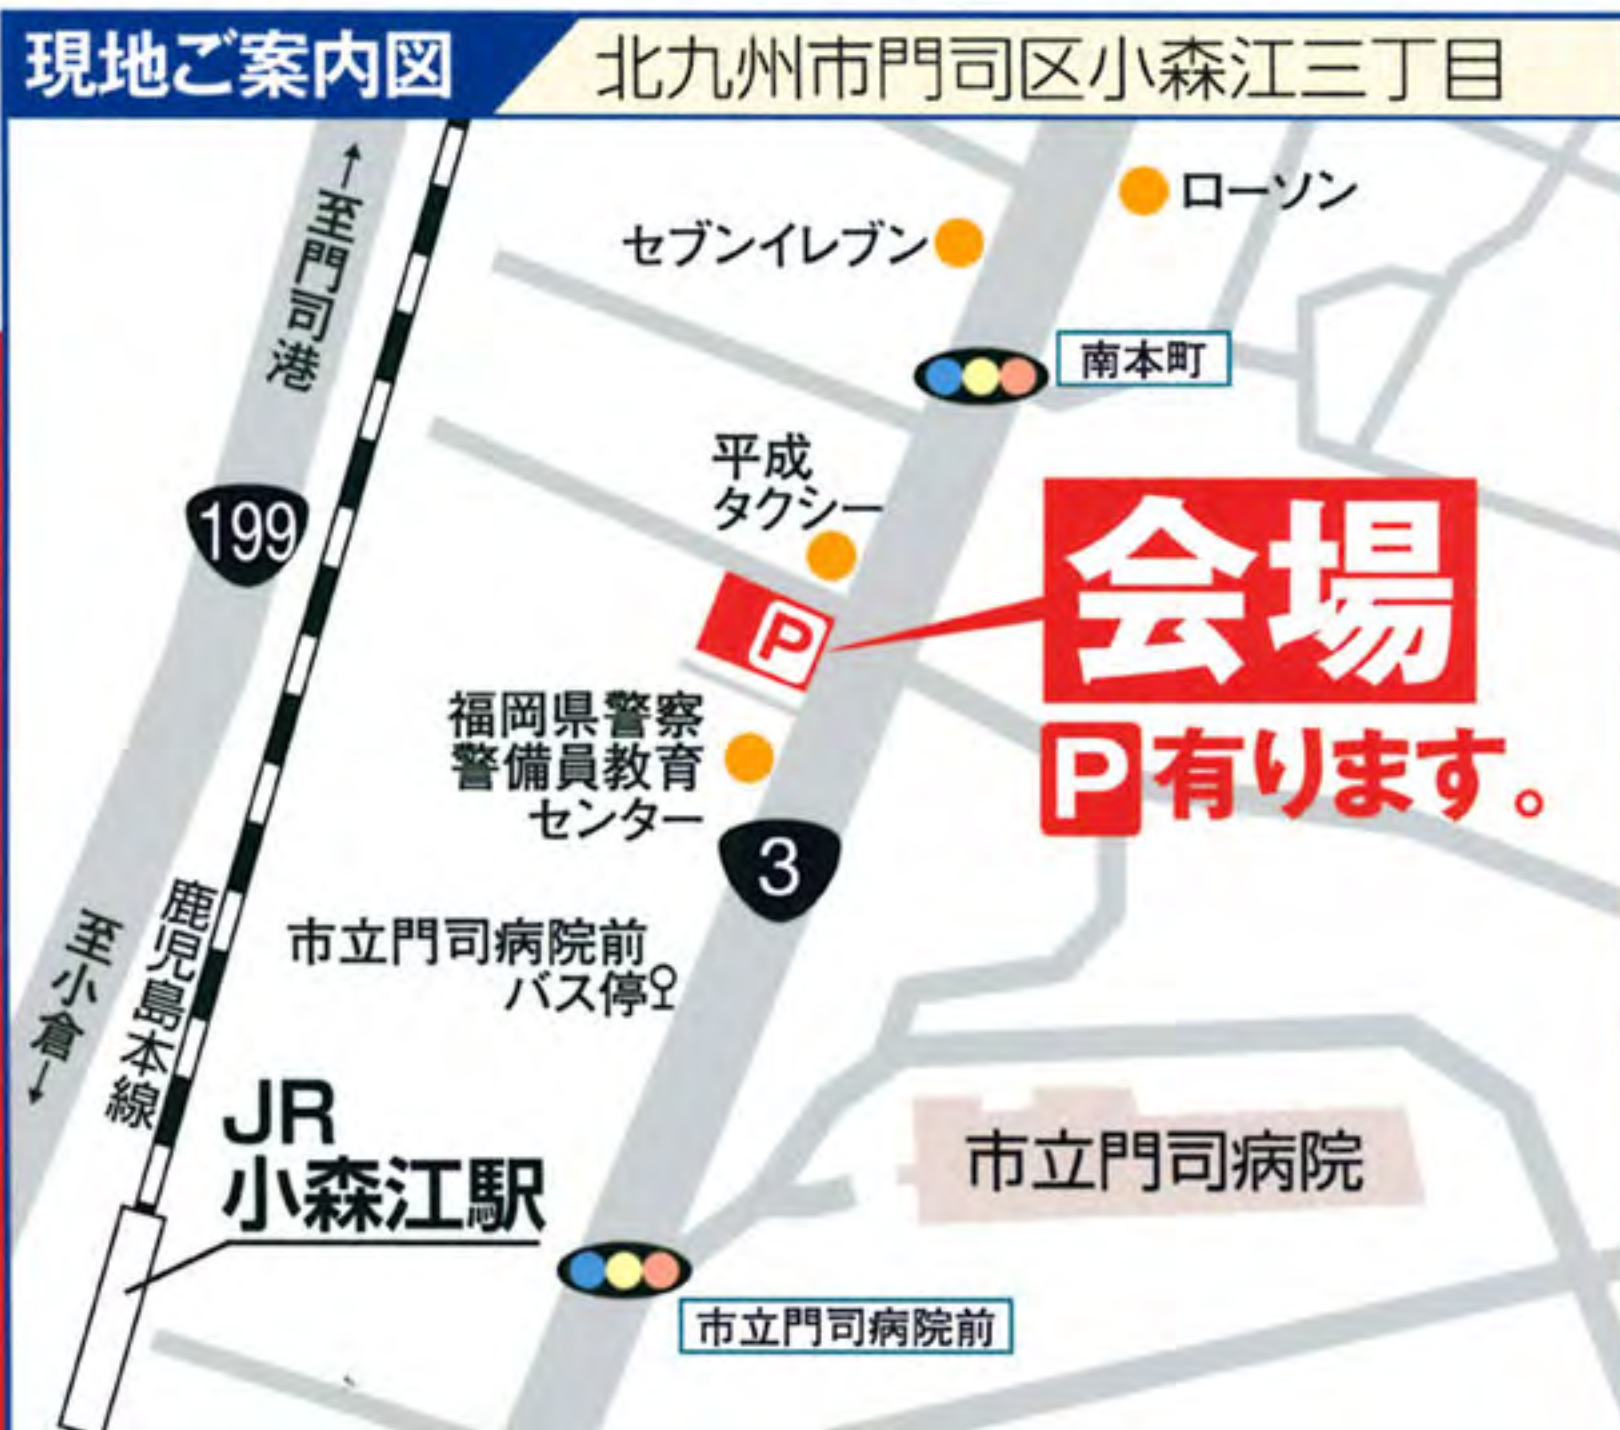 現地ご案内図
北九州市門司区小森江三丁目
←至門司港
ローソン
セブンイレブン
南本町
平成
タクシー
199
会場
P
P有ります。
福岡県警察
警備員教育
センター
3
市立門司病院前
バス停
至小倉→
鹿児島本線
JR
小森江駅
市立門司病院
市立門司病院前